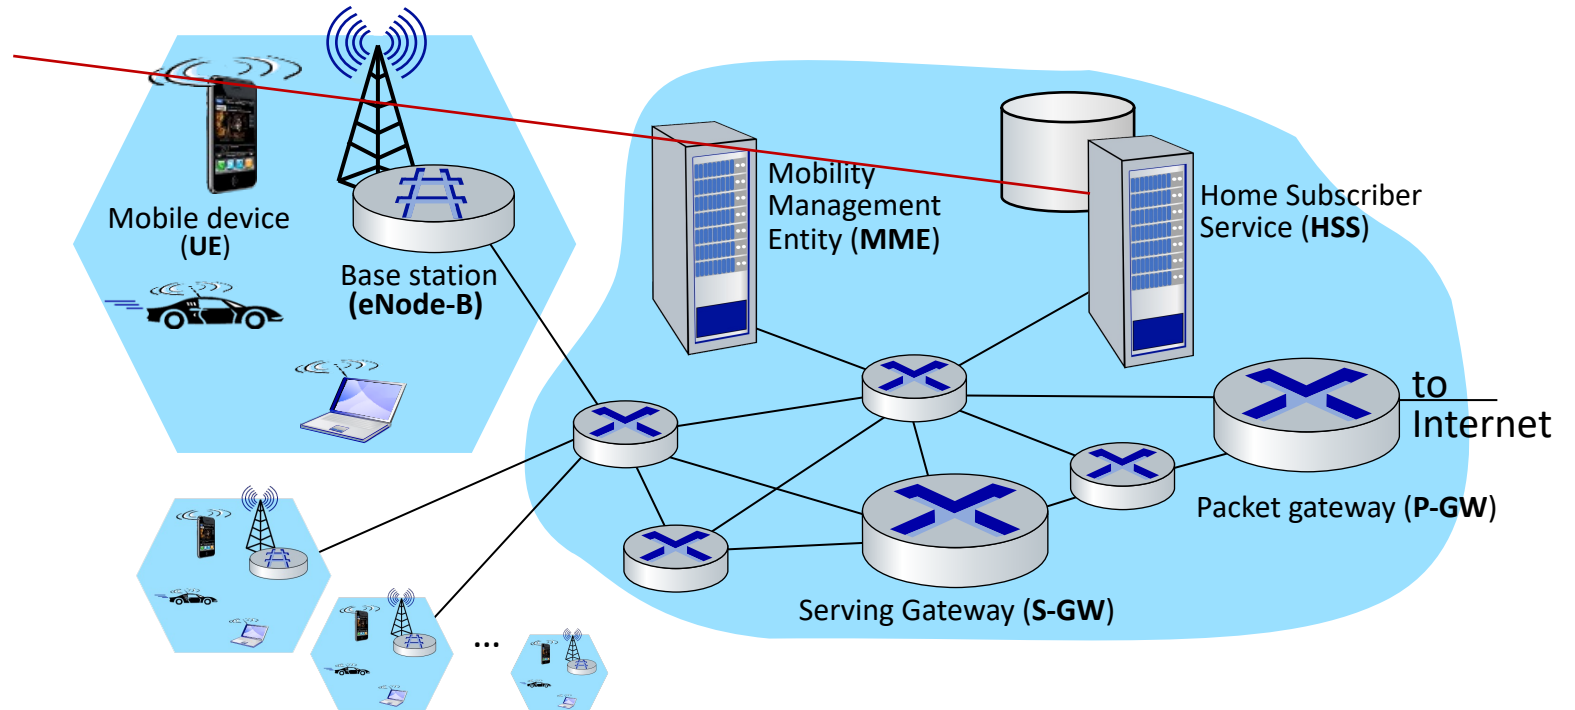 Mobile device
(UE)
Base station
(eNode-B)
Mobility
Management
Entity (MME)
Home Subscriber
Service (HSS)
to
Internet
Packet gateway (P-GW)
Serving Gateway (S-GW)
...